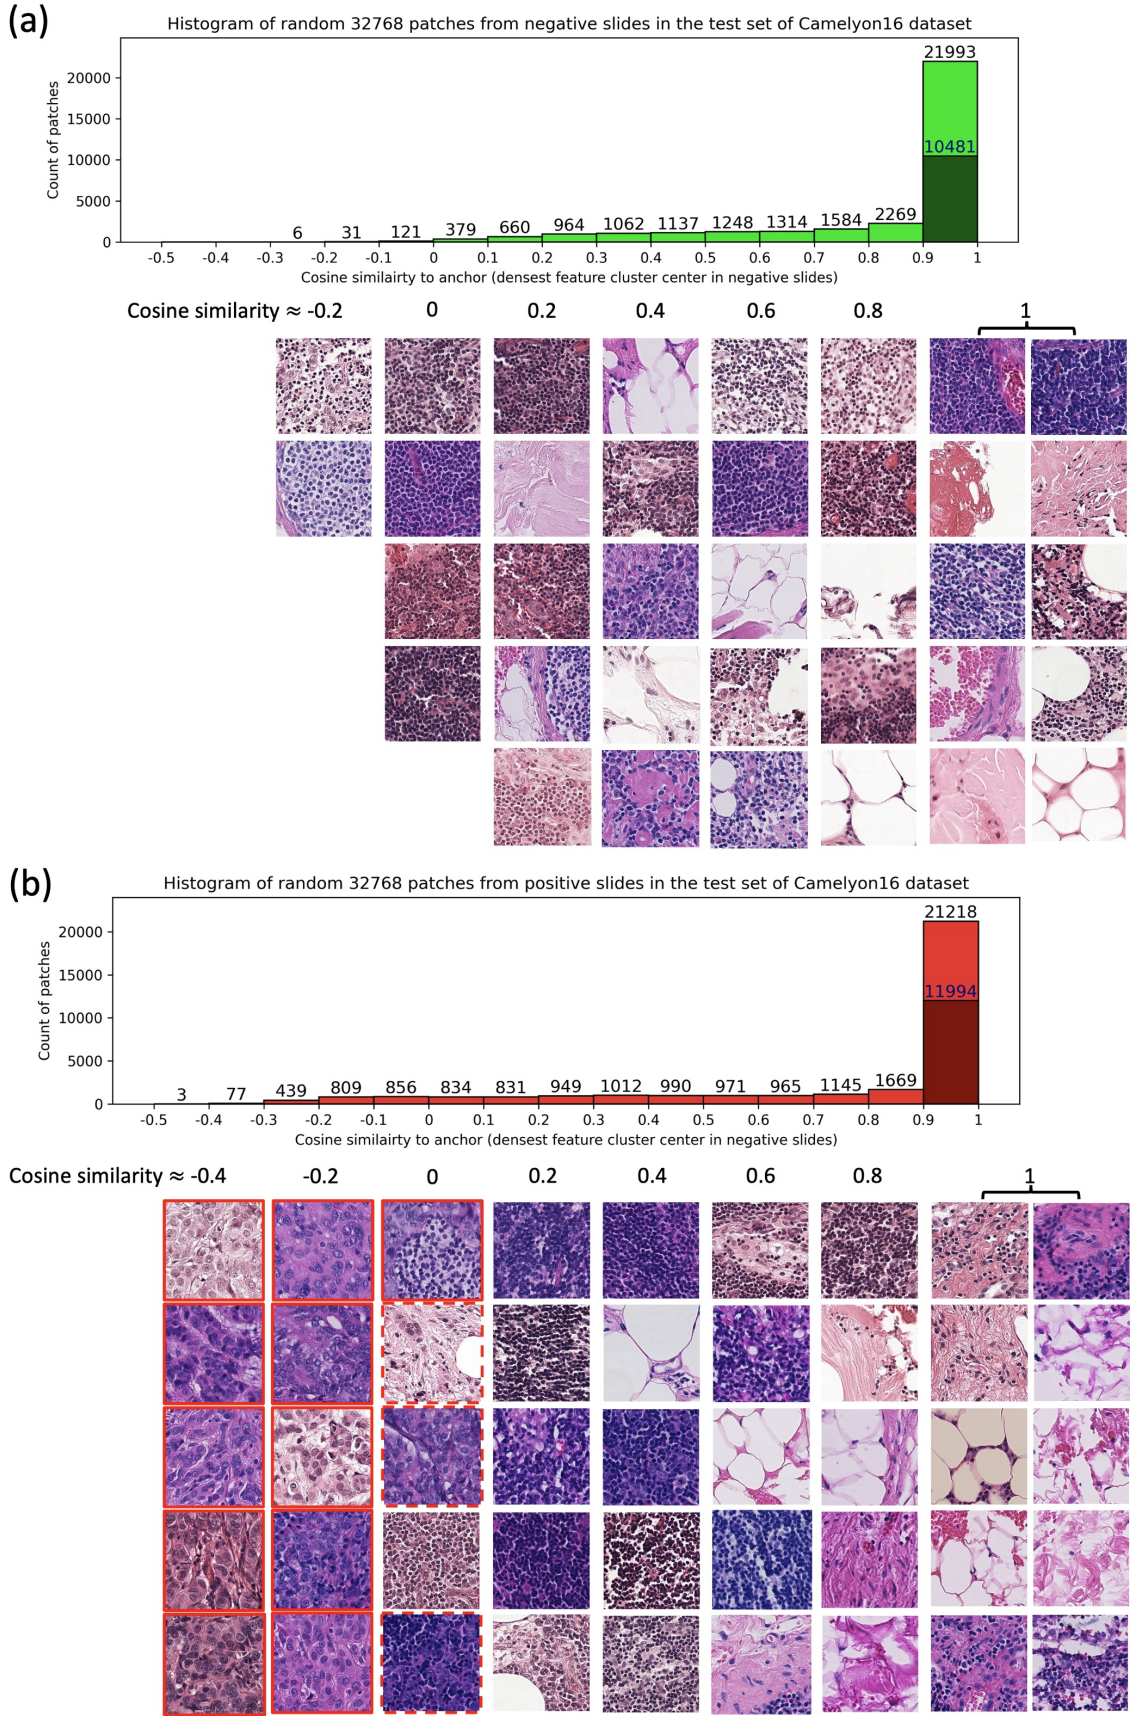 (a)
Histogram of random 32768 patches from negative slides in the test set of Camelyon16 dataset
Count of patches
20000
15000
10000
5000
0
6 31 121 379 660 964 1062 1137 1248 1314 1584 2269 21993
10481
-0.5 -0.4 -0.3 -0.2 -0.1 0 0.1 0.2 0.3 0.4 0.5 0.6 0.7 0.8 0.9 1
Cosine similairty to anchor (densest feature cluster center in negative slides)
Cosine similarity ≈ -0.2 0 0.2 0.4 0.6 0.8 1
(b)
Histogram of random 32768 patches from positive slides in the test set of Camelyon16 dataset
Count of patches
20000
15000
10000
5000
0
3 77 439 809 856 834 831 949 1012 990 971 965 1145 1669 21218
11994
-0.5 -0.4 -0.3 -0.2 -0.1 0 0.1 0.2 0.3 0.4 0.5 0.6 0.7 0.8 0.9 1
Cosine similairty to anchor (densest feature cluster center in negative slides)
Cosine similarity ≈ -0.4 -0.2 0 0.2 0.4 0.6 0.8 1